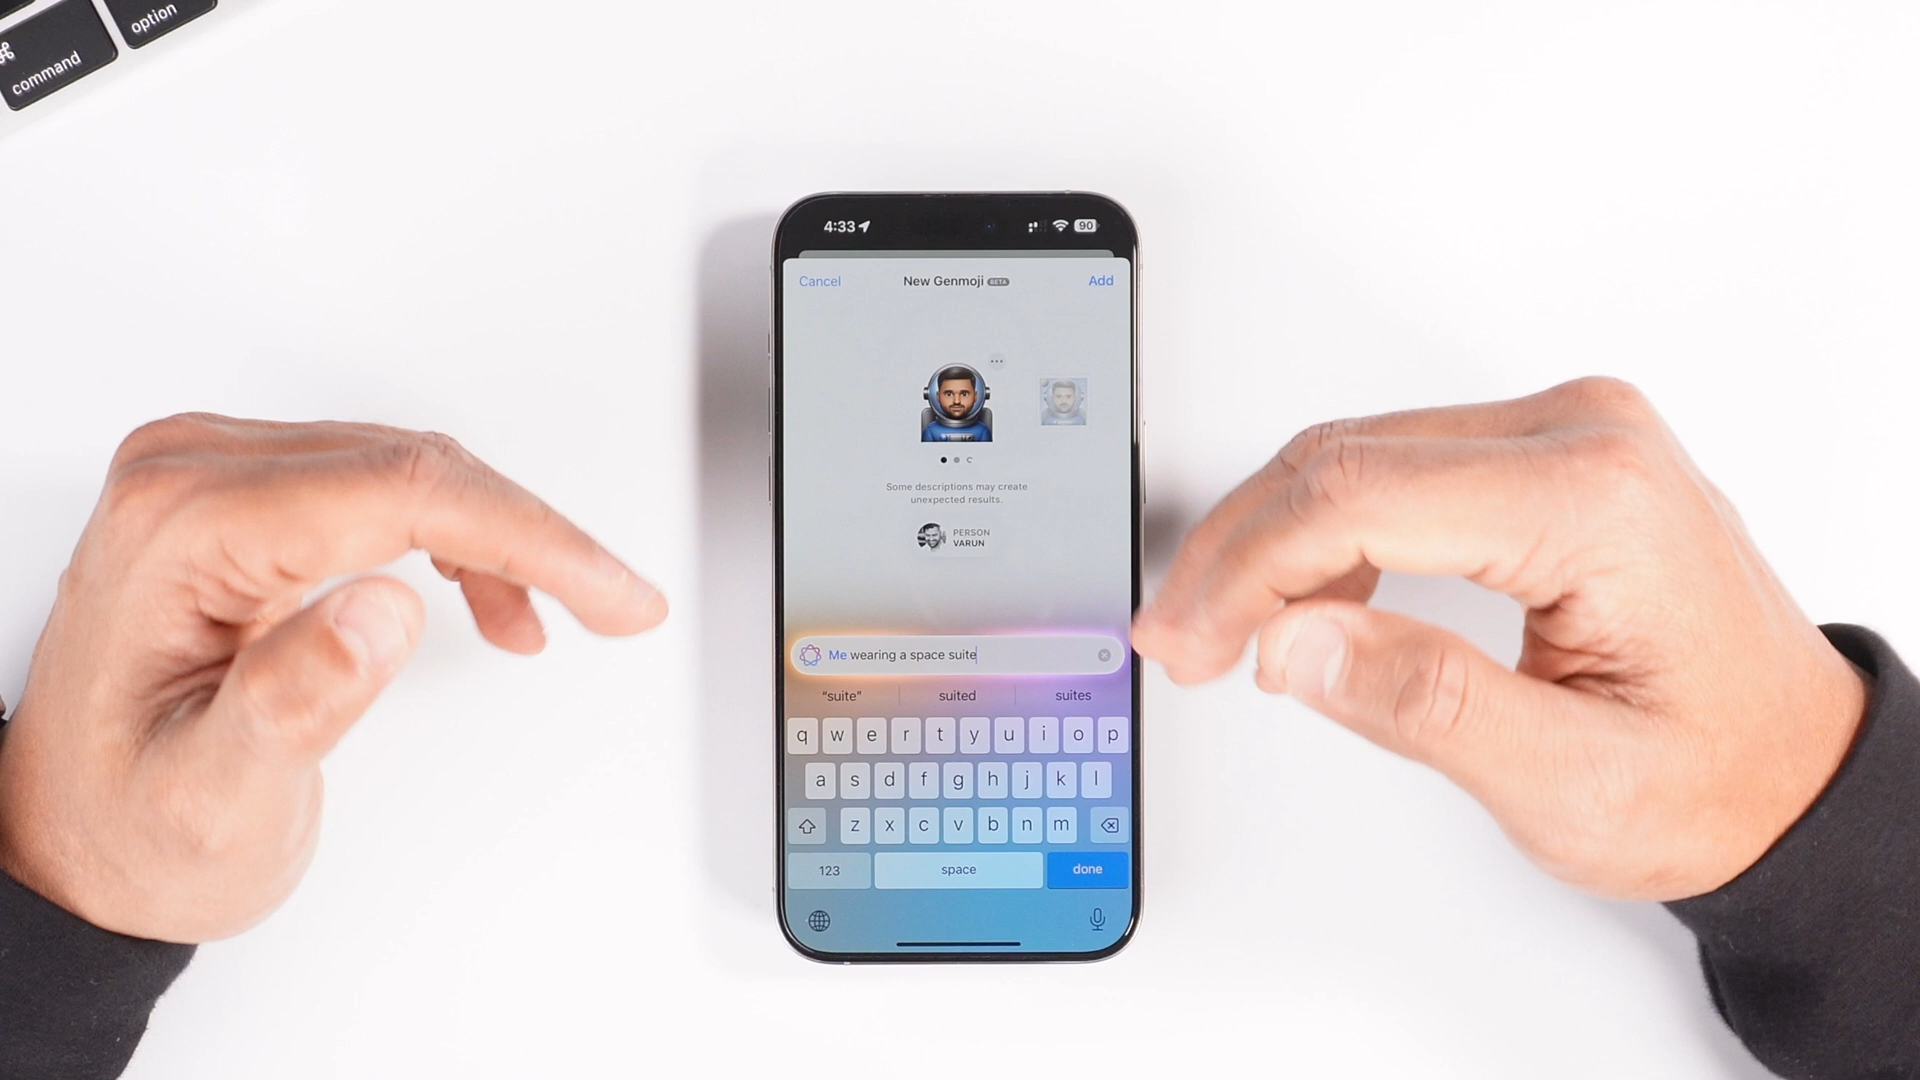 option
⌘
command
4:33
90
Cancel
New Genmoji BETA
Add
Some descriptions may create
unexpected results.
PERSON
VARUN
Me wearing a space suite
“suite” suited suites
q w e r t y u i o p
a s d f g h j k l
z x c v b n m
123 space done